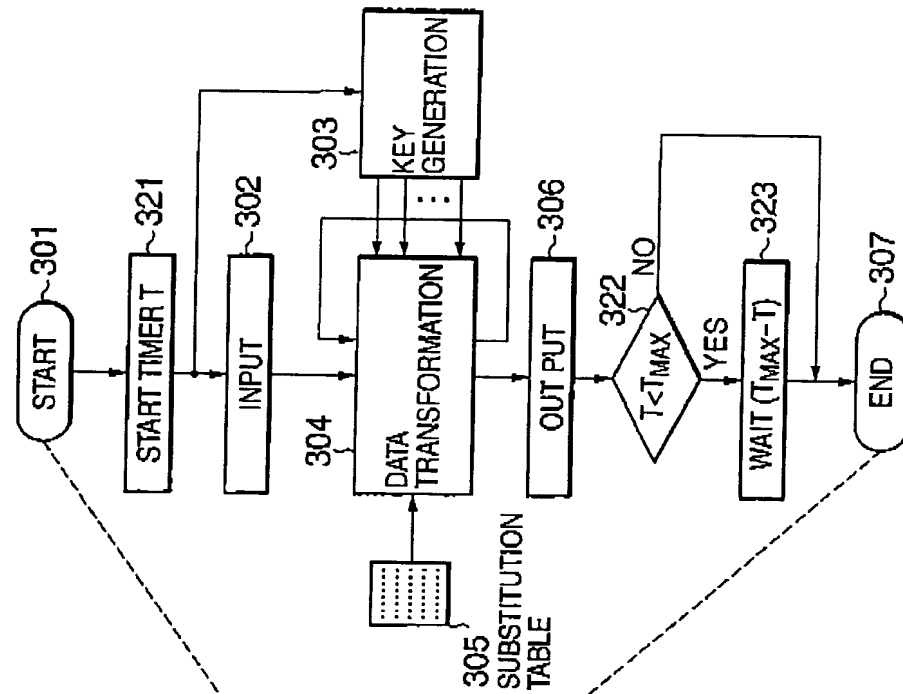 START
301
START TIMER T
321
INPUT
302
303
KEY
GENERATION
304
DATA
TRANSFORMATION
305
SUBSTITUTION
TABLE
OUT PUT
306
T<TMAX
322
NO
YES
WAIT (TMAX-T)
323
END
307